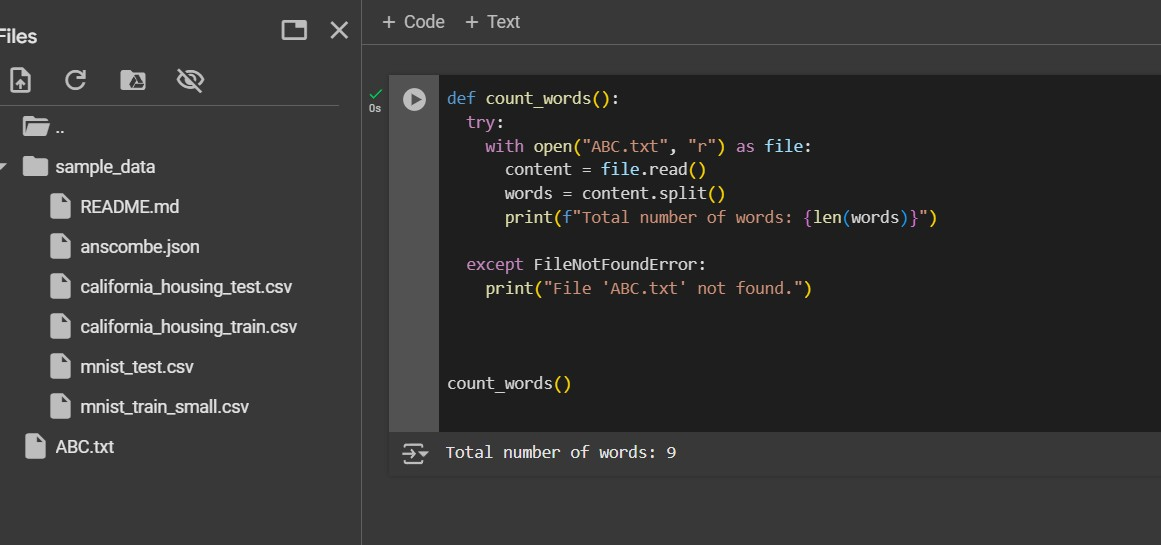 Files
..
sample_data
README.md
anscombe.json
california_housing_test.csv
california_housing_train.csv
mnist_test.csv
mnist_train_small.csv
ABC.txt
+ Code + Text
0s
def count_words():
  try:
    with open("ABC.txt", "r") as file:
      content = file.read()
      words = content.split()
      print(f"Total number of words: {len(words)}")
  except FileNotFoundError:
    print("File 'ABC.txt' not found.")
count_words()
Total number of words: 9